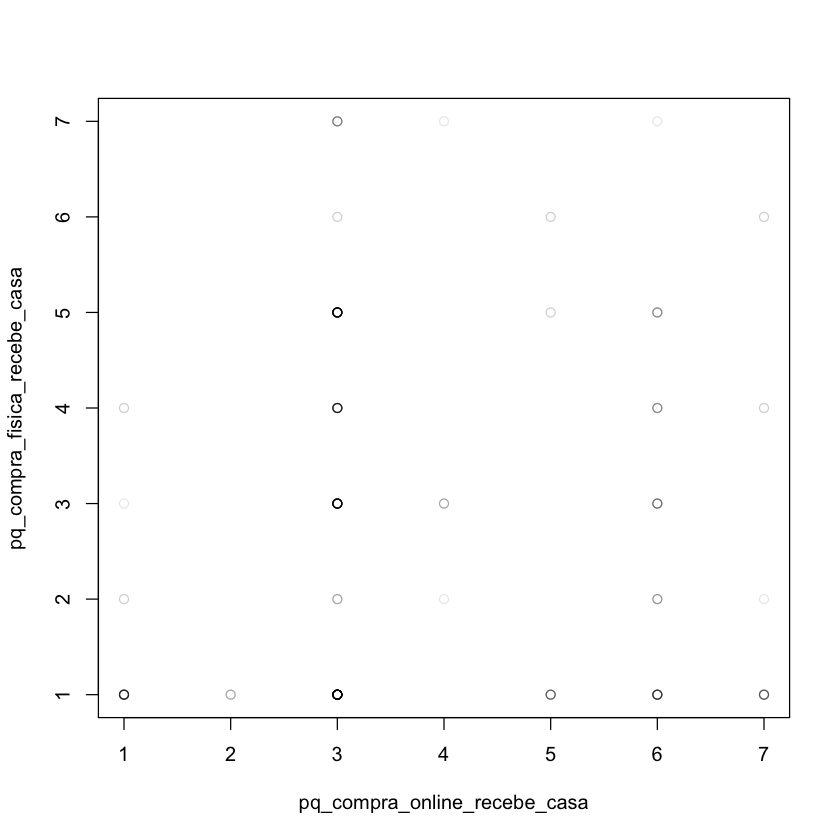 7
6
5
4
3
2
1
pq_compra_fisica_recebe_casa
1 2 3 4 5 6 7
pq_compra_online_recebe_casa